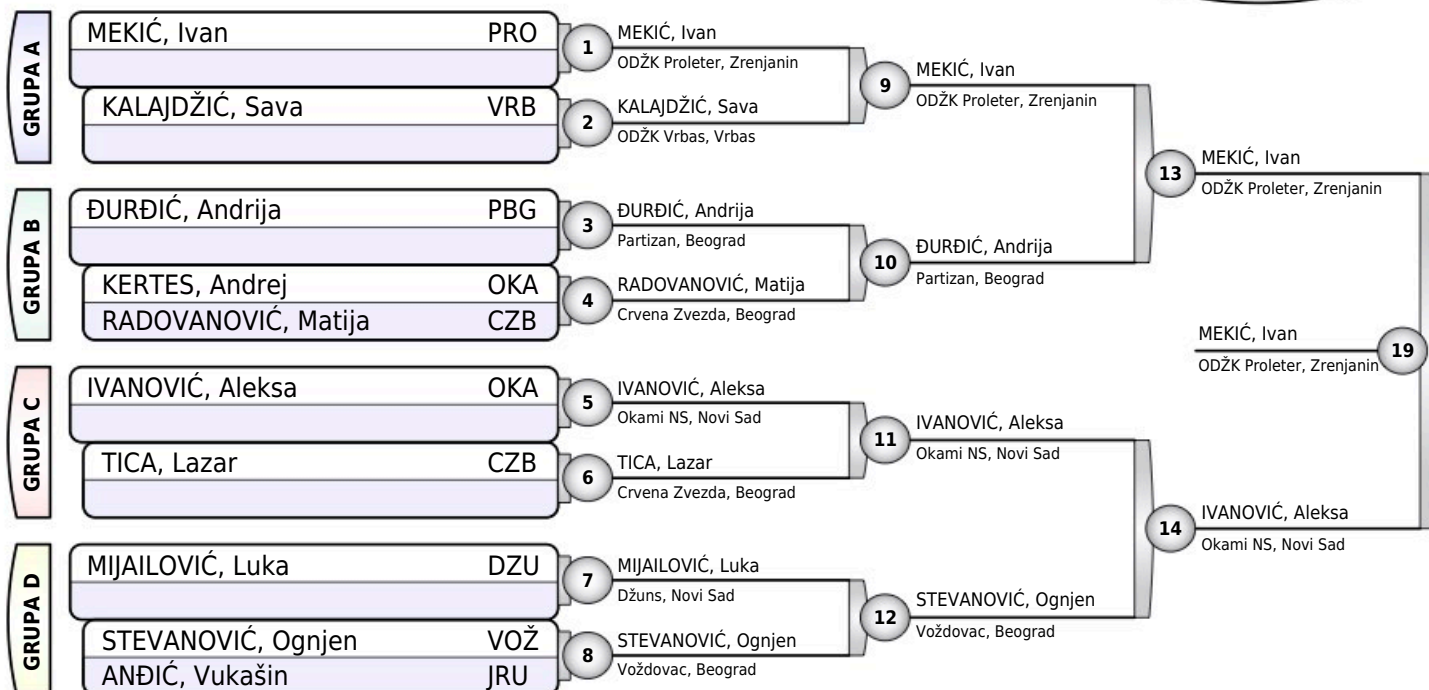 GRUPA A
MEKIĆ, Ivan PRO
KALAJDŽIĆ, Sava VRB
GRUPA B
ĐURĐIĆ, Andrija PBG
KERTES, Andrej OKA
RADOVANOVIĆ, Matija CZB
GRUPA C
IVANOVIĆ, Aleksa OKA
TICA, Lazar CZB
GRUPA D
MIJAILOVIĆ, Luka DZU
STEVANOVIĆ, Ognjen VOŽ
ANĐIĆ, Vukašin JRU
1
MEKIĆ, Ivan
ODŽK Proleter, Zrenjanin
2
KALAJDŽIĆ, Sava
ODŽK Vrbas, Vrbas
3
ĐURĐIĆ, Andrija
Partizan, Beograd
4
RADOVANOVIĆ, Matija
Crvena Zvezda, Beograd
5
IVANOVIĆ, Aleksa
Okami NS, Novi Sad
6
TICA, Lazar
Crvena Zvezda, Beograd
7
MIJAILOVIĆ, Luka
Džuns, Novi Sad
8
STEVANOVIĆ, Ognjen
Voždovac, Beograd
9
MEKIĆ, Ivan
ODŽK Proleter, Zrenjanin
10
ĐURĐIĆ, Andrija
Partizan, Beograd
11
IVANOVIĆ, Aleksa
Okami NS, Novi Sad
12
STEVANOVIĆ, Ognjen
Voždovac, Beograd
13
MEKIĆ, Ivan
ODŽK Proleter, Zrenjanin
14
IVANOVIĆ, Aleksa
Okami NS, Novi Sad
MEKIĆ, Ivan
ODŽK Proleter, Zrenjanin
19